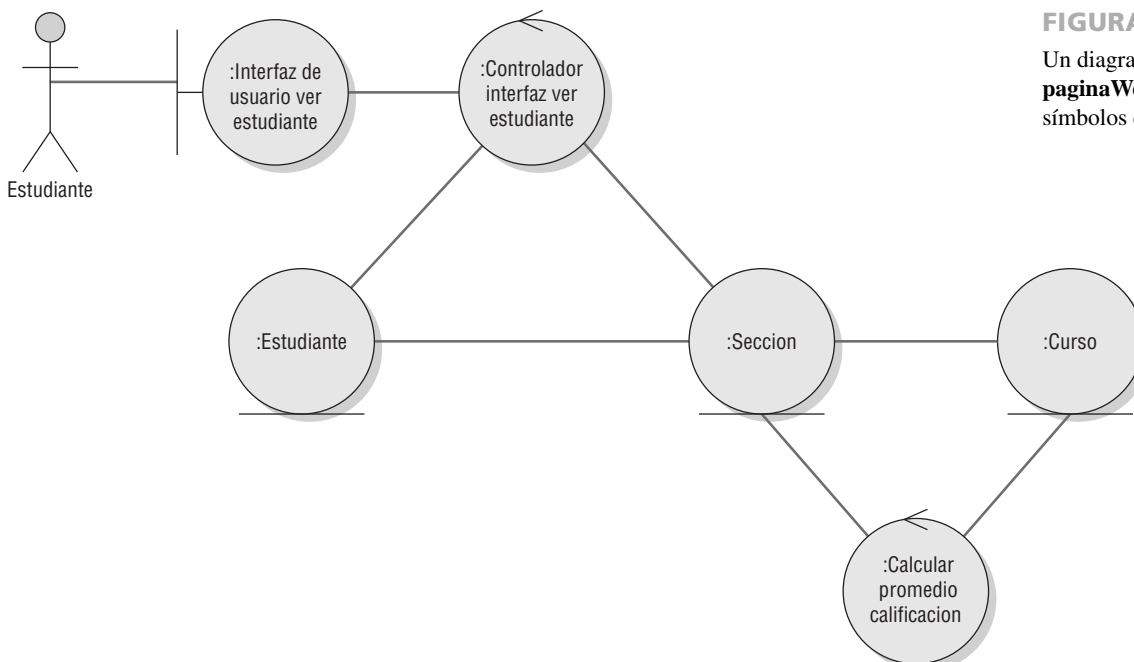 FIGURA
Un diagra
símbolos
:Interfaz de
usuario ver
estudiante
:Controlador
interfaz ver
estudiante
Estudiante
:Estudiante
:Seccion
:Curso
:Calcular
promedio
calificacion